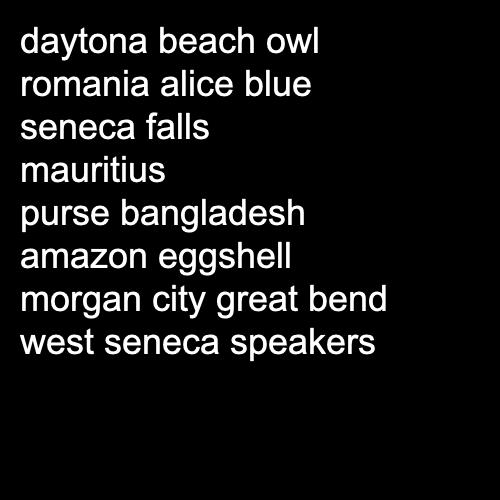 daytona beach owl
romania alice blue
seneca falls
mauritius
purse bangladesh
amazon eggshell
morgan city great bend
west seneca speakers